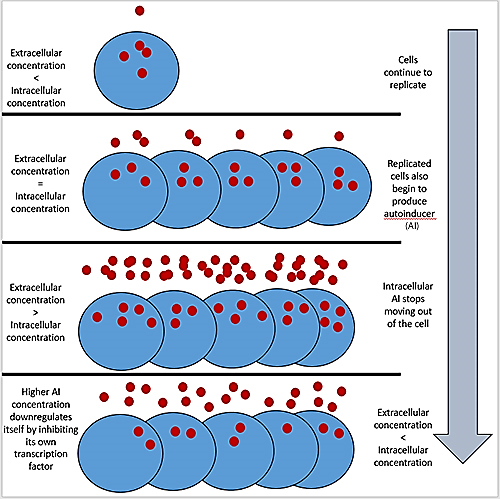 Extracellular
concentration
<
Intracellular
concentration
Cells
continue to
replicate
Extracellular
concentration
=
Intracellular
concentration
Replicated
cells also
begin to
produce
autoinducer
(AI)
Extracellular
concentration
>
Intracellular
concentration
Intracellular
AI stops
moving out
of the cell
Higher AI
concentration
downregulates
itself by inhibiting
its own
transcription
factor
Extracellular
concentration
<
Intracellular
concentration